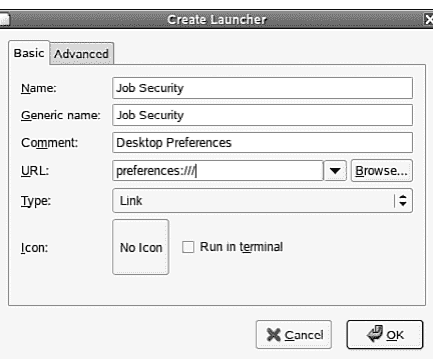 Create Launcher
Basic Advanced
Name: Job Security
Generic name: Job Security
Comment: Desktop Preferences
URL: preferences:/// Browse...
Type: Link
Icon: No Icon Run in terminal
Cancel OK